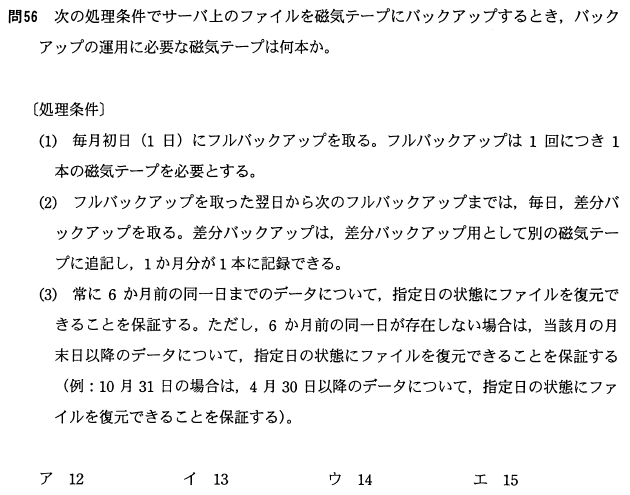 問56 次の処理条件でサーバ上のファイルを磁気テープにバックアップするとき，バック
アップの運用に必要な磁気テープは何本か。
〔処理条件〕
(1) 毎月初日（1 日）にフルバックアップを取る。フルバックアップは 1 回につき 1
本の磁気テープを必要とする。
(2) フルバックアップを取った翌日から次のフルバックアップまでは，毎日，差分バ
ックアップを取る。差分バックアップは，差分バックアップ用として別の磁気テー
プに追記し，1 か月分が 1 本に記録できる。
(3) 常に 6 か月前の同一日までのデータについて，指定日の状態にファイルを復元で
きることを保証する。ただし，6 か月前の同一日が存在しない場合は，当該月の月
末日以降のデータについて，指定日の状態にファイルを復元できることを保証する
（例：10 月 31 日の場合は，4 月 30 日以降のデータについて，指定日の状態にファ
イルを復元できることを保証する）。
ア 12 イ 13 ウ 14 エ 15